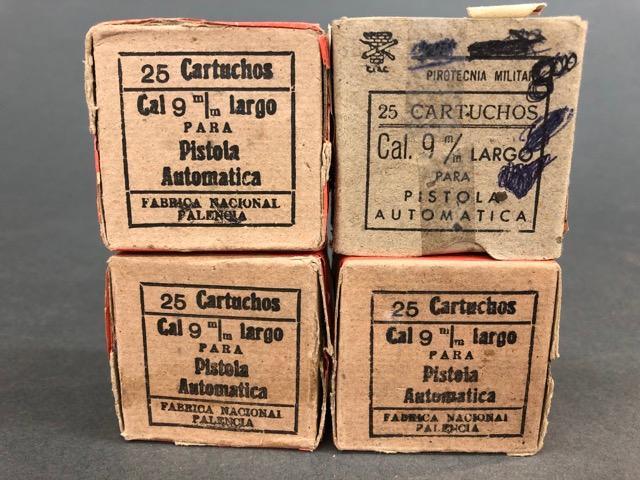 25 Cartuchos
Cal 9 m/m largo
PARA
Pistola
Automatica
FABRICA NACIONAL
PALENCIA
PIROTECNIA MILITAR
25 CARTUCHOS
Cal. 9 m/m LARGO
PARA
PISTOLA
AUTOMATICA
25 Cartuchos
Cal 9 m/m largo
PARA
Pistola
Automatica
FABRICA NACIONAL
PALENCIA
25 Cartuchos
Cal 9 m/m largo
PARA
Pistola
Automatica
FABRICA NACIONAL
PALENCIA